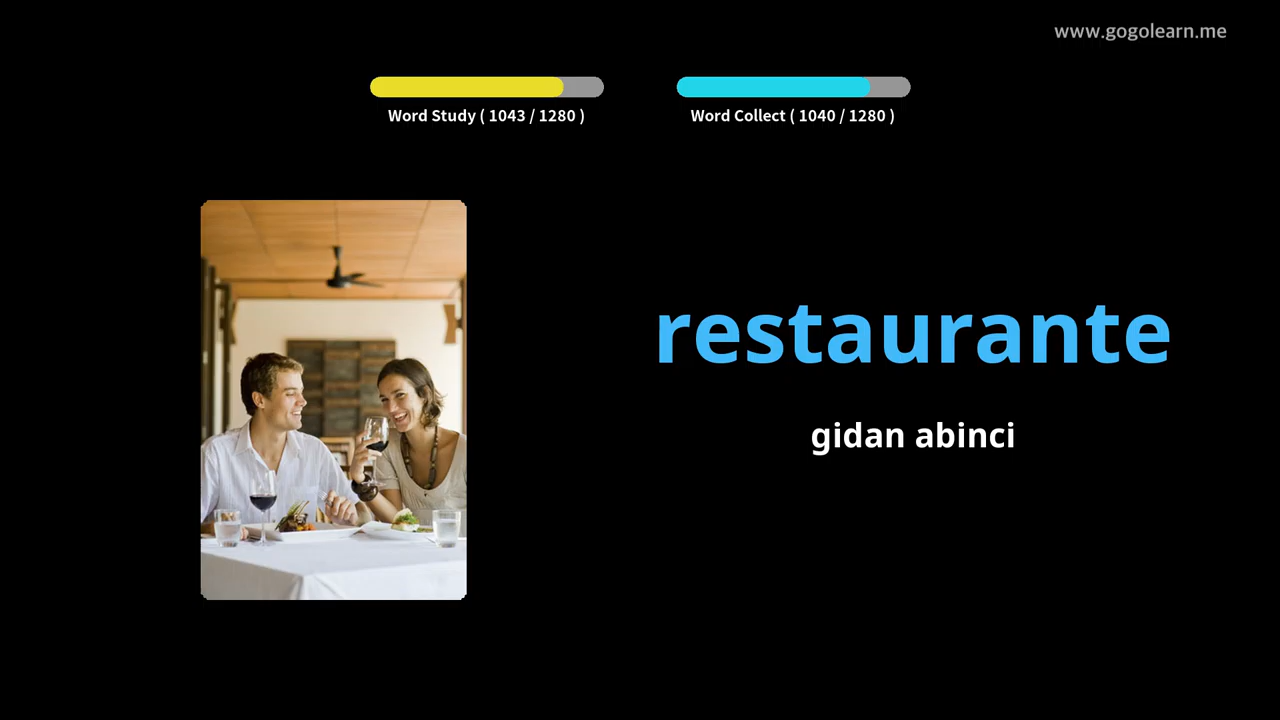 www.gogolearn.me
Word Study ( 1043 / 1280 )
Word Collect ( 1040 / 1280 )
restaurante
gidan abinci